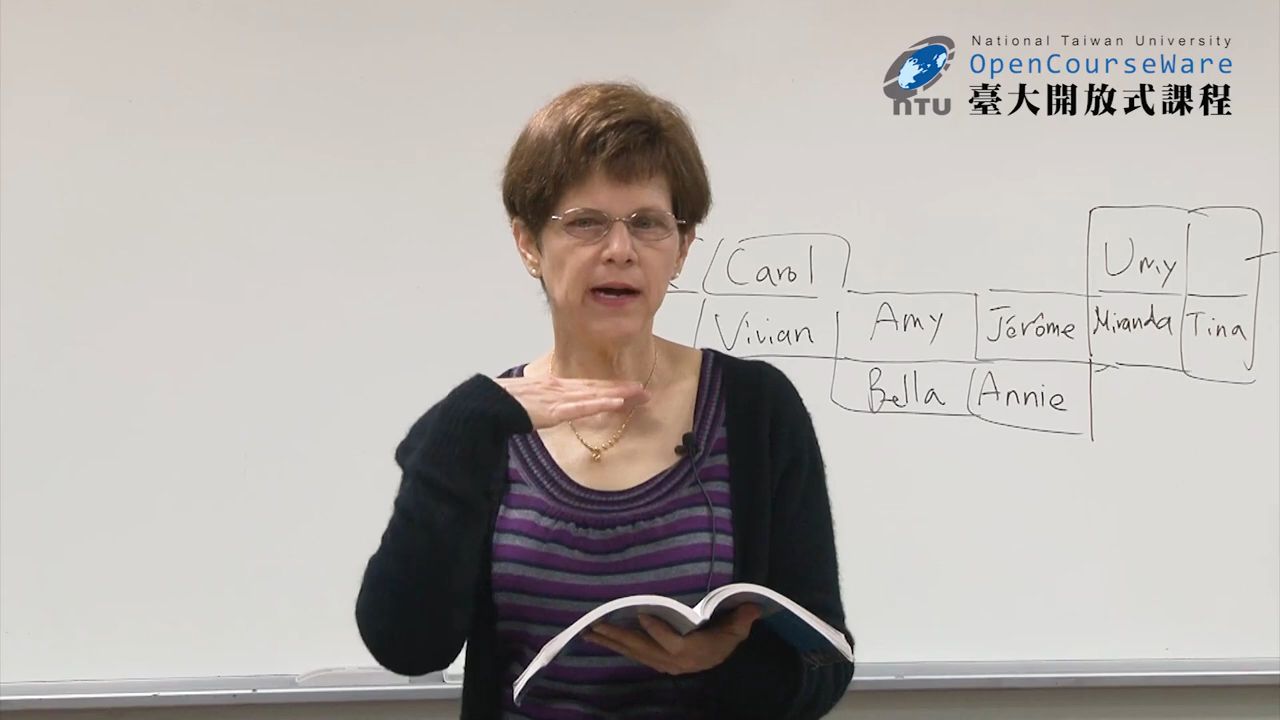 National Taiwan University
OpenCourseWare
NTU
臺大開放式課程
Carol
Umy
Vivian
Amy
Jérôme
Miranda
Tina
Bella
Annie